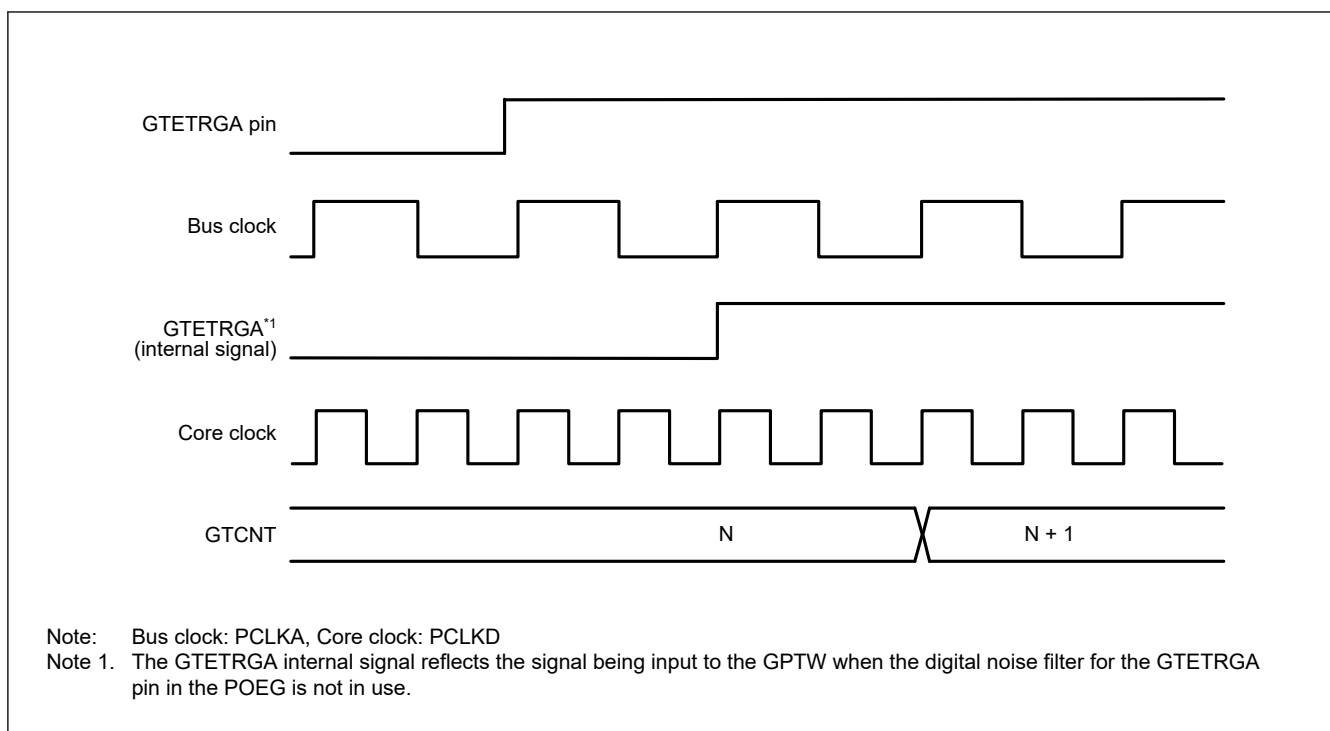 GTETRGA pin
Bus clock
GTETRGA*1
(internal signal)
Core clock
GTCNT N N + 1
Note: Bus clock: PCLKA, Core clock: PCLKD
Note 1. The GTETRGA internal signal reflects the signal being input to the GPTW when the digital noise filter for the GTETRGA
pin in the POEG is not in use.